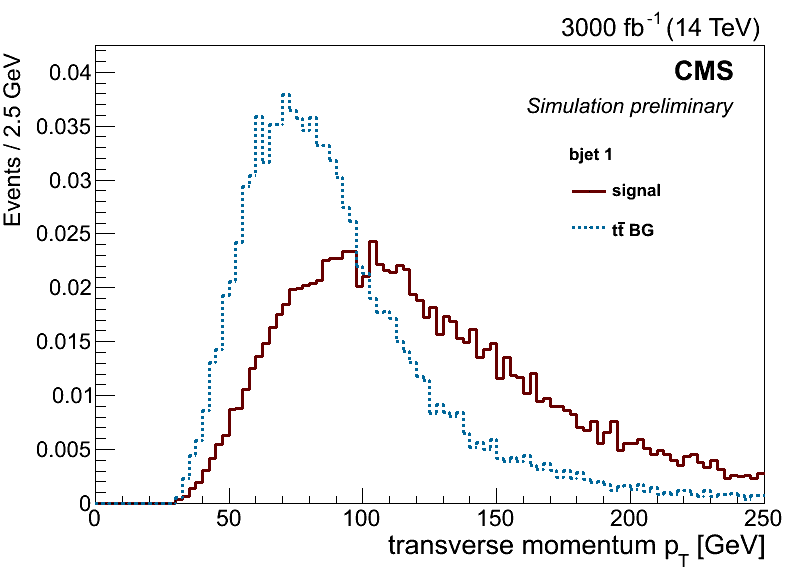 3000 fb⁻¹ (14 TeV)
CMS
Simulation preliminary
bjet 1
signal
tt̄ BG
Events / 2.5 GeV
0.04
0.035
0.03
0.025
0.02
0.015
0.01
0.005
0
0 50 100 150 200 250
transverse momentum p_T [GeV]